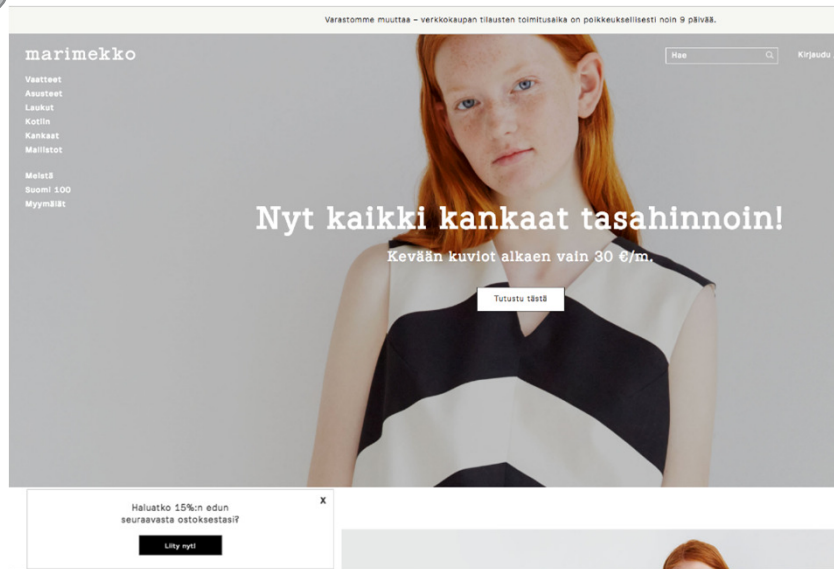 Varastomme muuttaa – verkkokaupan tilausten toimitusaika on poikkeuksellisesti noin 9 päivää.
marimekko
Hae
Kirjaudu
Vaatteet
Asusteet
Laukut
Kotiin
Kankaat
Mallistot
Meistä
Suomi 100
Myymälät
Nyt kaikki kankaat tasahinnoin!
Kevään kuviot alkaen vain 30 €/m.
Tutustu tästä
X
Haluatko 15%:n edun
seuraavasta ostoksestasi?
Liity nyt!